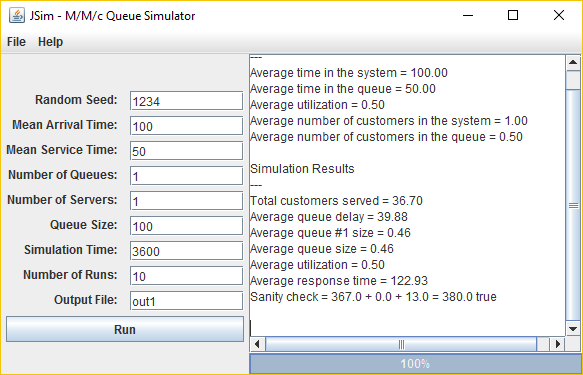 JSim - M/M/c Queue Simulator
File Help
Random Seed: 1234
Mean Arrival Time: 100
Mean Service Time: 50
Number of Queues: 1
Number of Servers: 1
Queue Size: 100
Simulation Time: 3600
Number of Runs: 10
Output File: out1
Run
---
Average time in the system = 100.00
Average time in the queue = 50.00
Average utilization = 0.50
Average number of customers in the system = 1.00
Average number of customers in the queue = 0.50
Simulation Results
---
Total customers served = 36.70
Average queue delay = 39.88
Average queue #1 size = 0.46
Average queue size = 0.46
Average utilization = 0.50
Average response time = 122.93
Sanity check = 367.0 + 0.0 + 13.0 = 380.0 true
100%